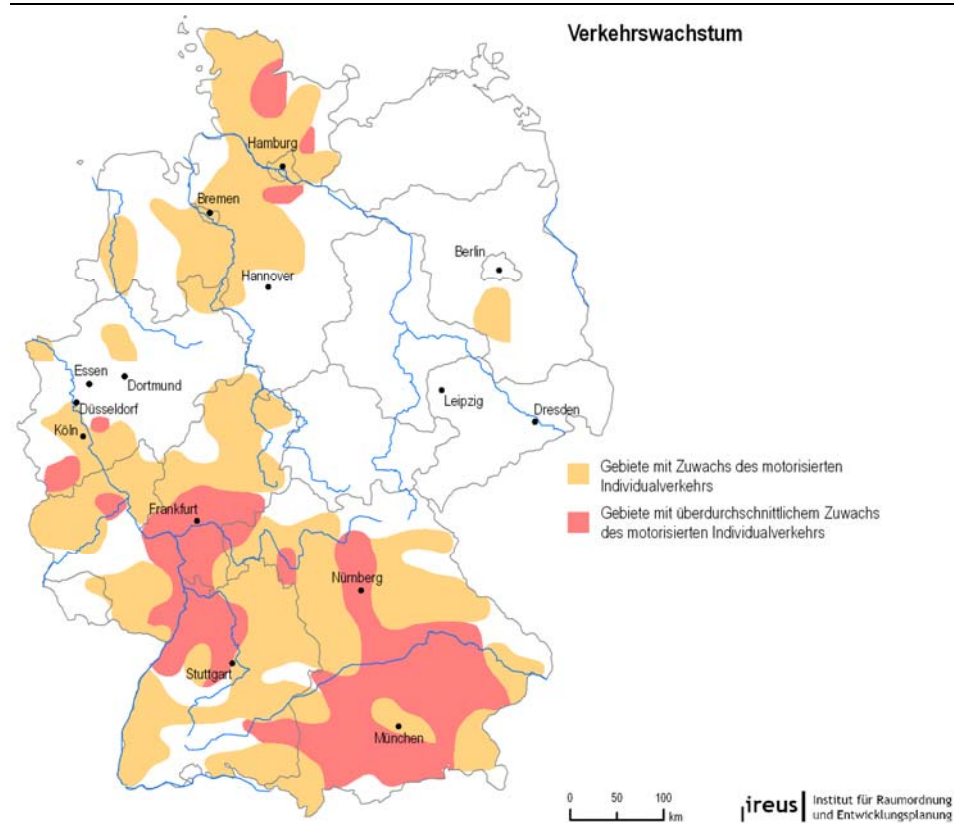 Verkehrswachstum
Hamburg
Bremen
Berlin
Hannover
Essen
Dortmund
Düsseldorf
Köln
Leipzig
Dresden
Gebiete mit Zuwachs des motorisierten
Individualverkehrs
Frankfurt
Gebiete mit überdurchschnittlichem Zuwachs
des motorisierten Individualverkehrs
Nürnberg
Stuttgart
München
0 50 100
km
ireus
Institut für Raumordnung
und Entwicklungsplanung